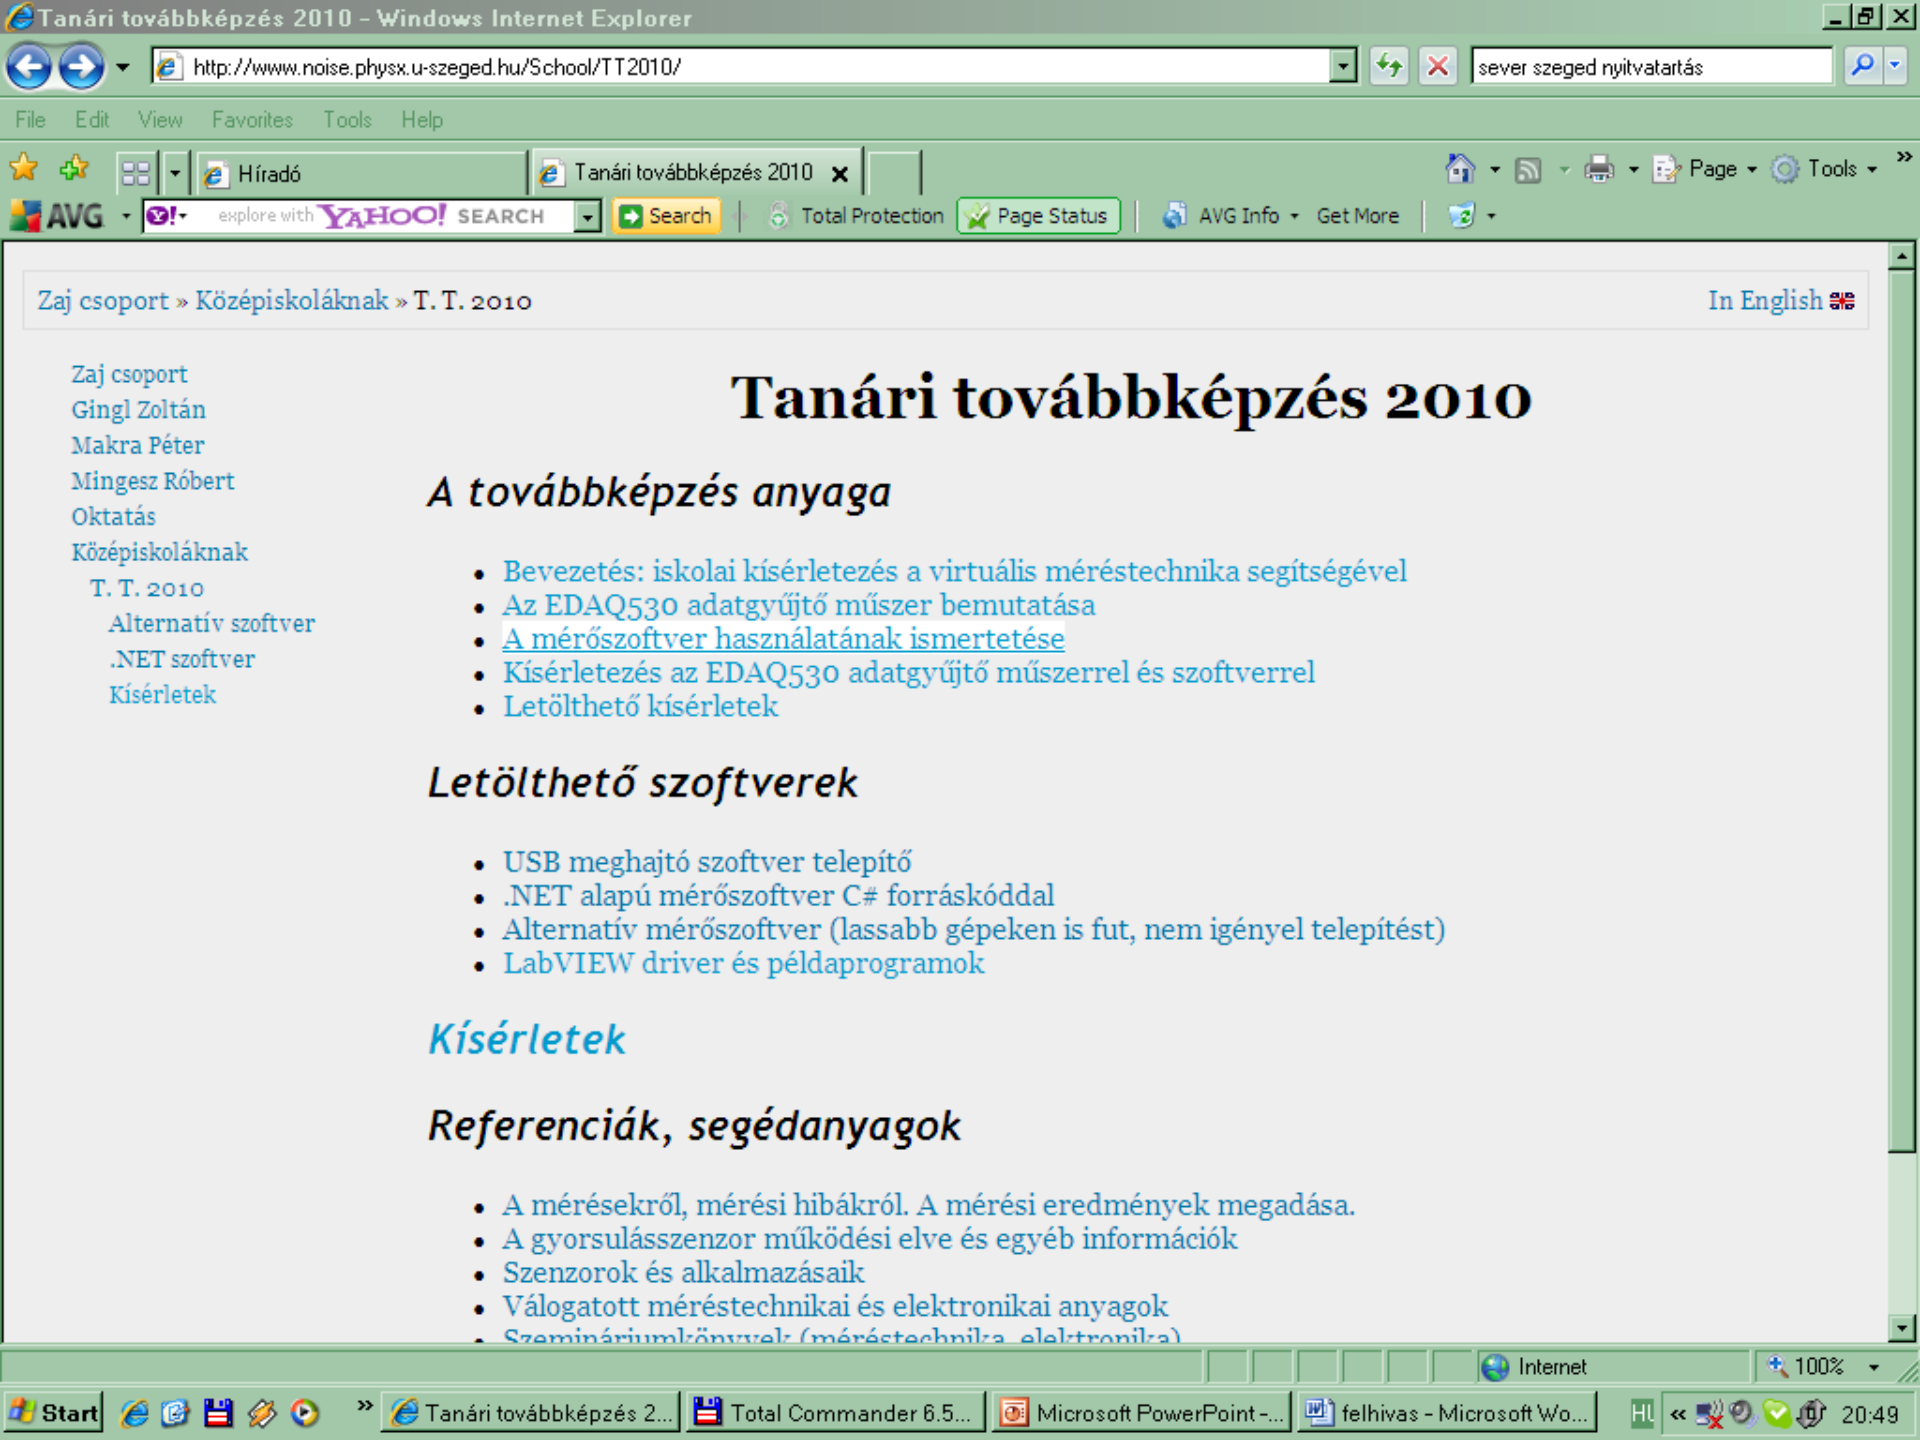 Tanári továbbképzés 2010 - Windows Internet Explorer
http://www.noise.physx.u-szeged.hu/School/TT2010/
sever szeged nyitvatartás
File Edit View Favorites Tools Help
Híradó
Tanári továbbképzés 2010
Page
Tools
AVG
explore with YAHOO! SEARCH
Search
Total Protection
Page Status
AVG Info
Get More
Zaj csoport » Középiskoláknak » T. T. 2010
In English
Zaj csoport
Gingl Zoltán
Makra Péter
Mingesz Róbert
Oktatás
Középiskoláknak
T. T. 2010
Alternatív szoftver
.NET szoftver
Kísérletek
Tanári továbbképzés 2010
A továbbképzés anyaga
Bevezetés: iskolai kísérletezés a virtuális méréstechnika segítségével
Az EDAQ530 adatgyűjtő műszer bemutatása
A mérőszoftver használatának ismertetése
Kísérletezés az EDAQ530 adatgyűjtő műszerrel és szoftverrel
Letölthető kísérletek
Letölthető szoftverek
USB meghajtó szoftver telepítő
.NET alapú mérőszoftver C# forráskóddal
Alternatív mérőszoftver (lassabb gépeken is fut, nem igényel telepítést)
LabVIEW driver és példaprogramok
Kísérletek
Referenciák, segédanyagok
A mérésekről, mérési hibákról. A mérési eredmények megadása.
A gyorsulásszenzor működési elve és egyéb információk
Szenzorok és alkalmazásaik
Válogatott méréstechnikai és elektronikai anyagok
Szemináriumkönyvek (méréstechnika, elektronika)
Internet
100%
Start
Tanári továbbképzés 2...
Total Commander 6.5...
Microsoft PowerPoint -...
felhivas - Microsoft Wo...
HU
20:49